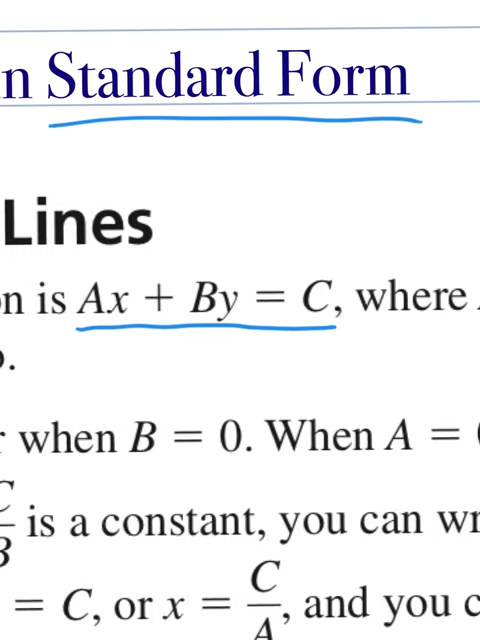 n Standard Form
Lines
on is Ax + By = C, where
when B = 0. When A =
C/B is a constant, you can wr
= C, or x = C/A, and you c